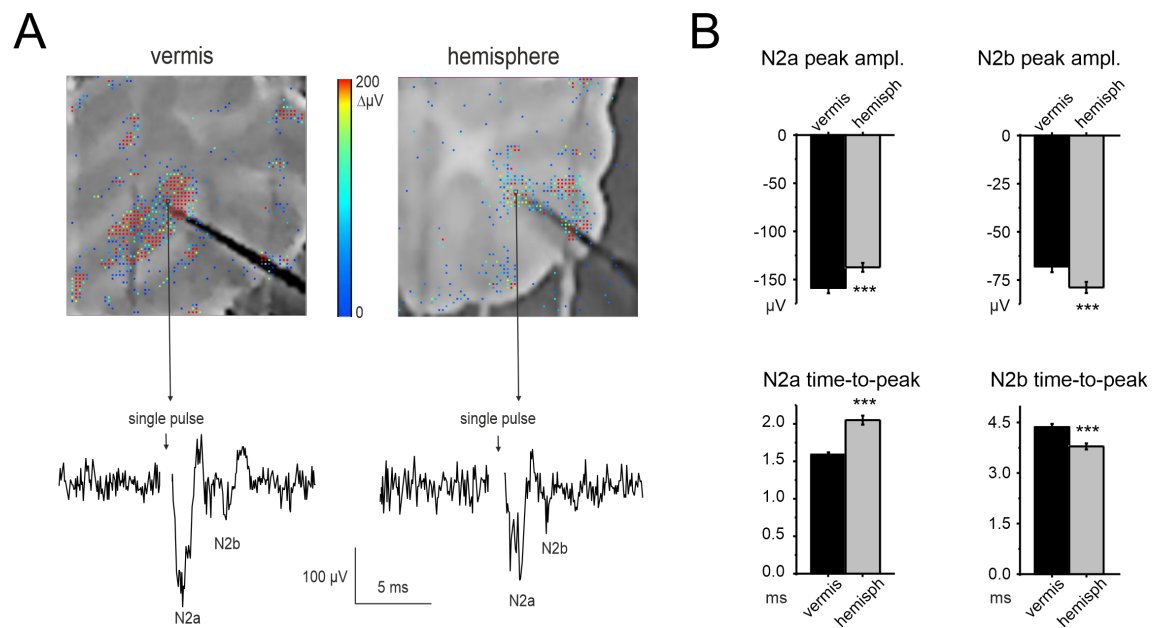 A
vermis
hemisphere
200
ΔµV
0
single pulse
single pulse
N2b
N2b
N2a
N2a
100 µV
5 ms
B
N2a peak ampl.
vermis
hemisph
0
-50
-100
-150
µV
***
N2b peak ampl.
vermis
hemisph
0
-25
-50
-75
µV
***
N2a time-to-peak
***
2.0
1.5
1.0
0.5
0.0
ms
vermis
hemisph
N2b time-to-peak
***
4.5
3.0
1.5
0.0
ms
vermis
hemisph